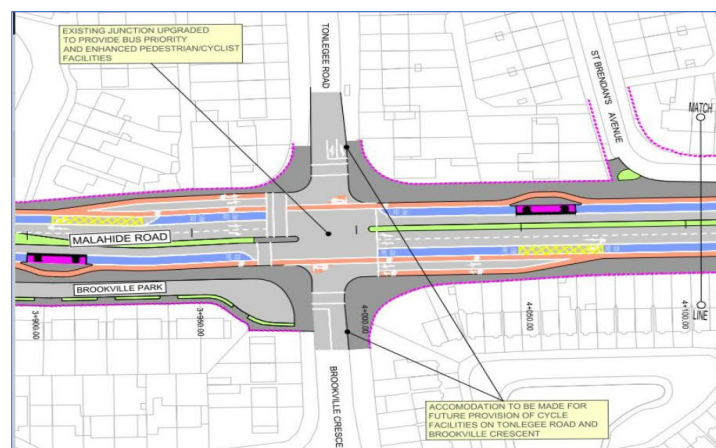 EXISTING JUNCTION UPGRADED
TO PROVIDE BUS PRIORITY
AND ENHANCED PEDESTRIAN/CYCLIST
FACILITIES
TONLEGEE ROAD
ST BRENDAN'S
AVENUE
MATCH
LINE
MALAHIDE ROAD
BROOKVILLE PARK
3+900.00
3+950.00
4+000.00
4+050.00
4+100.00
BROOKVILLE CRESCE
ACCOMODATION TO BE MADE FOR
FUTURE PROVISION OF CYCLE
FACILITIES ON TONLEGEE ROAD AND
BROOKVILLE CRESCENT